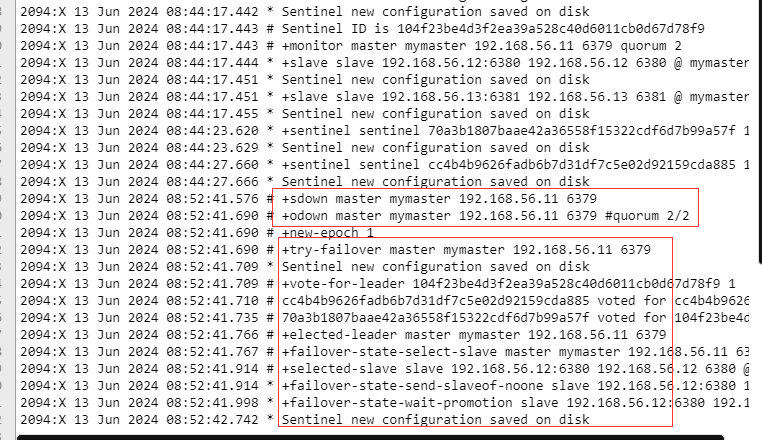 2094:X 13 Jun 2024 08:44:17.442 * Sentinel new configuration saved on disk
2094:X 13 Jun 2024 08:44:17.443 # Sentinel ID is 104f23be4d3f2ea39a528c40d6011cb0d67d78f9
2094:X 13 Jun 2024 08:44:17.443 # +monitor master mymaster 192.168.56.11 6379 quorum 2
2094:X 13 Jun 2024 08:44:17.444 * +slave slave 192.168.56.12:6380 192.168.56.12 6380 @ mymaster
2094:X 13 Jun 2024 08:44:17.451 * Sentinel new configuration saved on disk
2094:X 13 Jun 2024 08:44:17.451 * +slave slave 192.168.56.13:6381 192.168.56.13 6381 @ mymaster
2094:X 13 Jun 2024 08:44:17.455 * Sentinel new configuration saved on disk
2094:X 13 Jun 2024 08:44:23.620 * +sentinel sentinel 70a3b1807baae42a36558f15322cdf6d7b99a57f 1
2094:X 13 Jun 2024 08:44:23.629 * Sentinel new configuration saved on disk
2094:X 13 Jun 2024 08:44:27.660 * +sentinel sentinel cc4b4b9626fadb6b7d31df7c5e02d92159cda885 1
2094:X 13 Jun 2024 08:44:27.666 * Sentinel new configuration saved on disk
2094:X 13 Jun 2024 08:52:41.576 # +sdown master mymaster 192.168.56.11 6379
2094:X 13 Jun 2024 08:52:41.690 # +odown master mymaster 192.168.56.11 6379 #quorum 2/2
2094:X 13 Jun 2024 08:52:41.690 # +new-epoch 1
2094:X 13 Jun 2024 08:52:41.690 # +try-failover master mymaster 192.168.56.11 6379
2094:X 13 Jun 2024 08:52:41.709 * Sentinel new configuration saved on disk
2094:X 13 Jun 2024 08:52:41.709 # +vote-for-leader 104f23be4d3f2ea39a528c40d6011cb0d67d78f9 1
2094:X 13 Jun 2024 08:52:41.710 # cc4b4b9626fadb6b7d31df7c5e02d92159cda885 voted for cc4b4b9626
2094:X 13 Jun 2024 08:52:41.735 # 70a3b1807baae42a36558f15322cdf6d7b99a57f voted for 104f23be4d
2094:X 13 Jun 2024 08:52:41.766 # +elected-leader master mymaster 192.168.56.11 6379
2094:X 13 Jun 2024 08:52:41.767 # +failover-state-select-slave master mymaster 192.168.56.11 63
2094:X 13 Jun 2024 08:52:41.914 # +selected-slave slave 192.168.56.12:6380 192.168.56.12 6380 @
2094:X 13 Jun 2024 08:52:41.914 * +failover-state-send-slaveof-noone slave 192.168.56.12:6380 1
2094:X 13 Jun 2024 08:52:41.998 * +failover-state-wait-promotion slave 192.168.56.12:6380 192.1
2094:X 13 Jun 2024 08:52:42.742 * Sentinel new configuration saved on disk